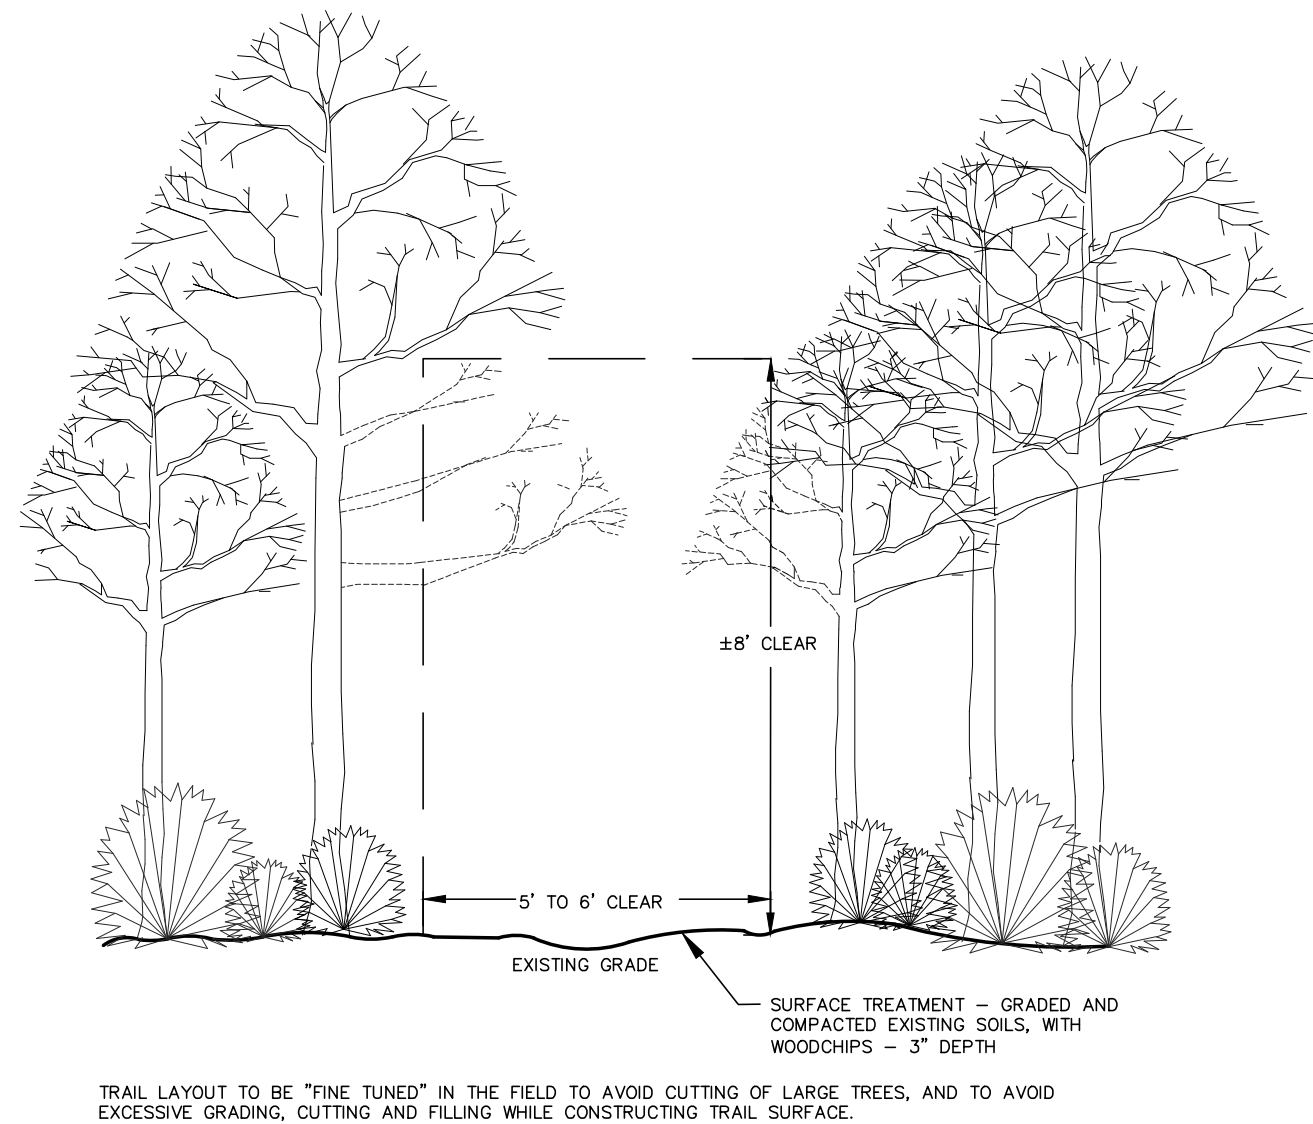 ±8' CLEAR
5' TO 6' CLEAR
EXISTING GRADE
SURFACE TREATMENT – GRADED AND
COMPACTED EXISTING SOILS, WITH
WOODCHIPS – 3" DEPTH
TRAIL LAYOUT TO BE "FINE TUNED" IN THE FIELD TO AVOID CUTTING OF LARGE TREES, AND TO AVOID
EXCESSIVE GRADING, CUTTING AND FILLING WHILE CONSTRUCTING TRAIL SURFACE.